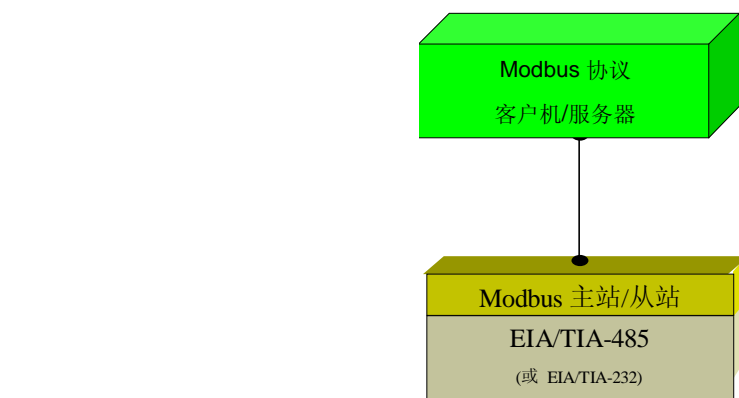 Modbus 协议
客户机/服务器
Modbus 主站/从站
EIA/TIA-485
(或 EIA/TIA-232)